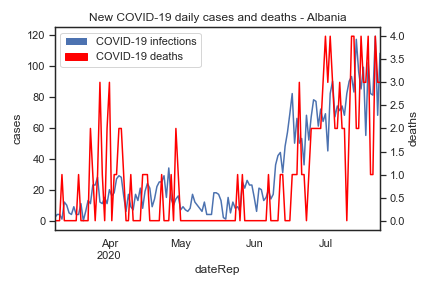 New COVID-19 daily cases and deaths - Albania
COVID-19 infections
COVID-19 deaths
120
100
80
60
40
20
0
cases
4.0
3.5
3.0
2.5
2.0
1.5
1.0
0.5
0.0
deaths
Apr
2020
May
Jun
Jul
dateRep